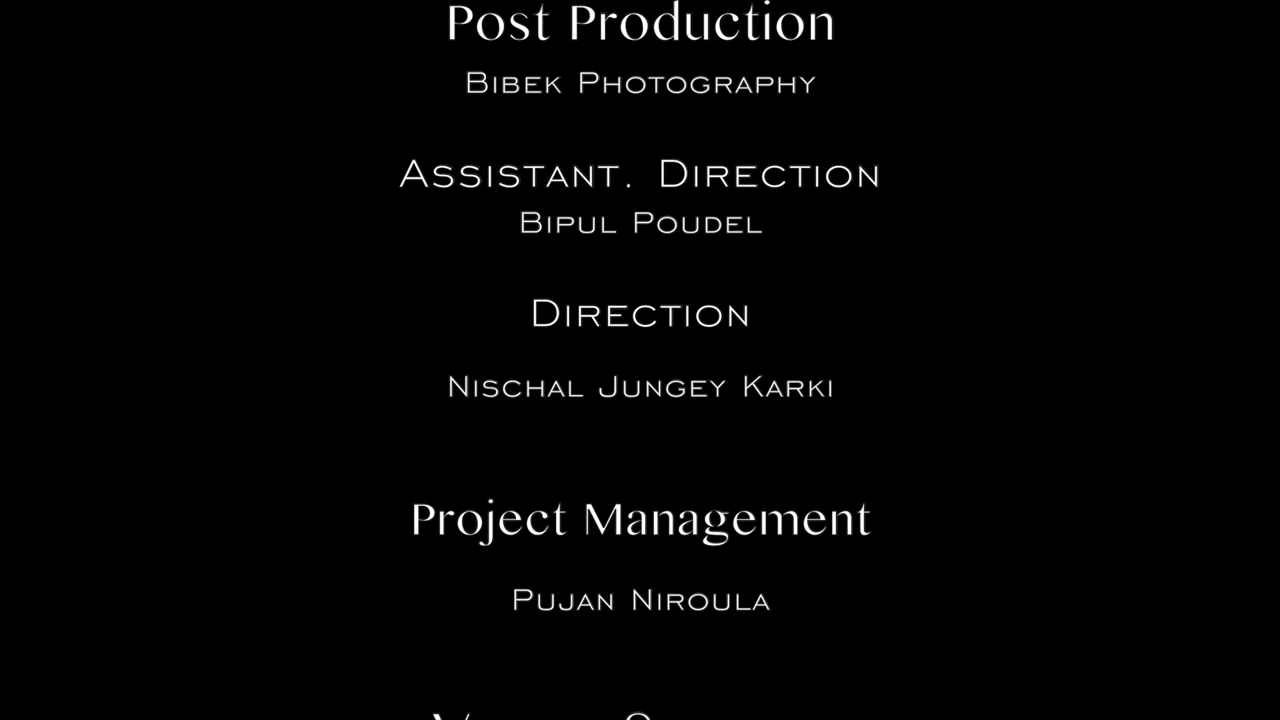 Post Production
Bibek Photography
Assistant. Direction
Bipul Poudel
Direction
Nischal Jungey Karki
Project Management
Pujan Niroula